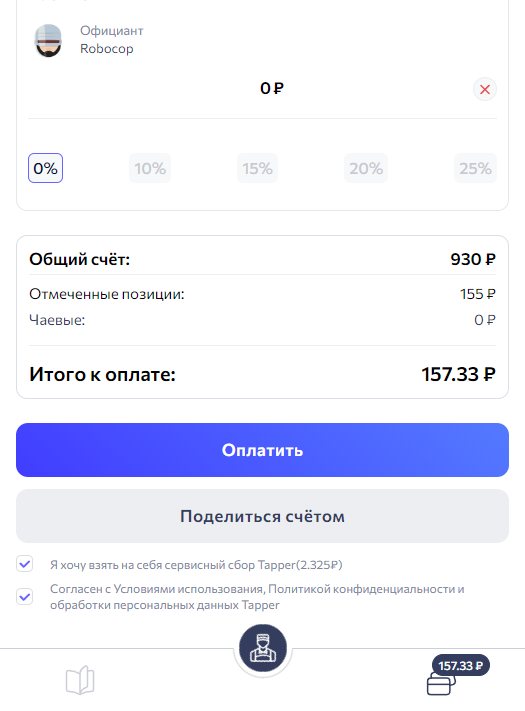 Официант
Robocop
0 ₽
0%
10%
15%
20%
25%
Общий счёт: 930 ₽
Отмеченные позиции: 155 ₽
Чаевые: 0 ₽
Итого к оплате: 157.33 ₽
Оплатить
Поделиться счётом
Я хочу взять на себя сервисный сбор Tapper(2.325₽)
Согласен с Условиями использования, Политикой конфиденциальности и
обработки персональных данных Tapper
157.33 ₽